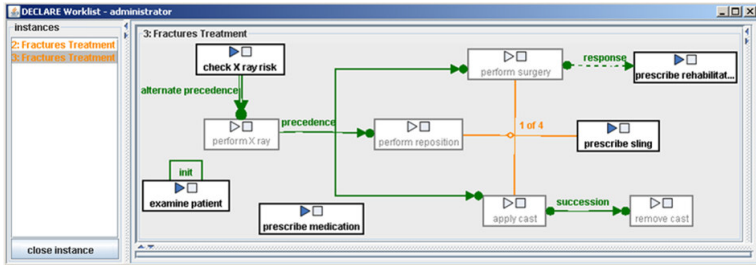 DECLARE Worklist - administrator
instances
2: Fractures Treatment
3: Fractures Treatment
close instance
3: Fractures Treatment
check X ray risk
perform surgery
response
prescribe rehabilitat...
alternate precedence
perform X ray
precedence
perform reposition
1 of 4
prescribe sling
init
examine patient
prescribe medication
apply cast
succession
remove cast